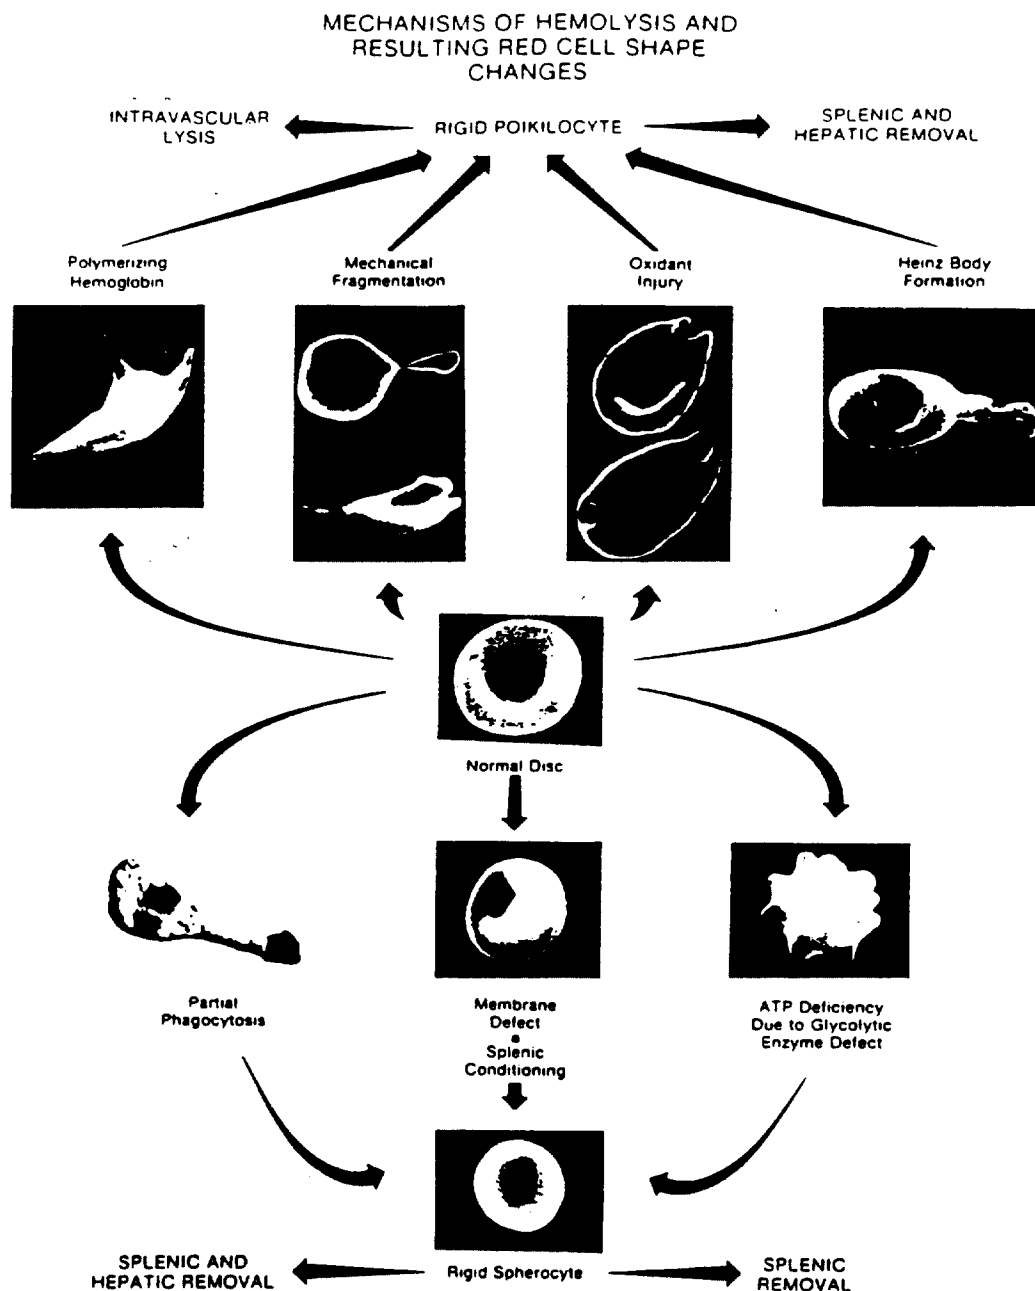 MECHANISMS OF HEMOLYSIS AND
RESULTING RED CELL SHAPE
CHANGES
INTRAVASCULAR
LYSIS
RIGID POIKILOCYTE
SPLENIC AND
HEPATIC REMOVAL
Polymerizing
Hemoglobin
Mechanical
Fragmentation
Oxidant
Injury
Heinz Body
Formation
Normal Disc
Partial
Phagocytosis
Membrane
Defect
Splenic
Conditioning
ATP Deficiency
Due to Glycolytic
Enzyme Defect
Rigid Spherocyte
SPLENIC AND
HEPATIC REMOVAL
SPLENIC
REMOVAL